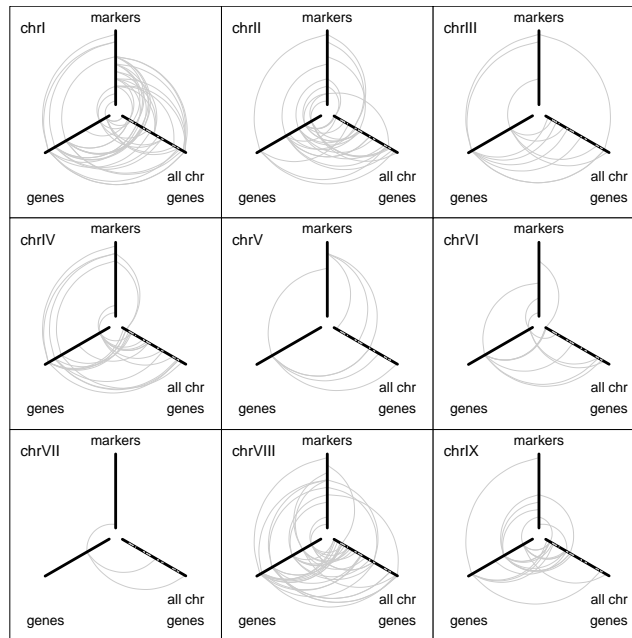 chrI
markers
genes
all chr
genes
chrII
markers
genes
all chr
genes
chrIII
markers
genes
all chr
genes
chrIV
markers
genes
all chr
genes
chrV
markers
genes
all chr
genes
chrVI
markers
genes
all chr
genes
chrVII
markers
genes
all chr
genes
chrVIII
markers
genes
all chr
genes
chrIX
markers
genes
all chr
genes